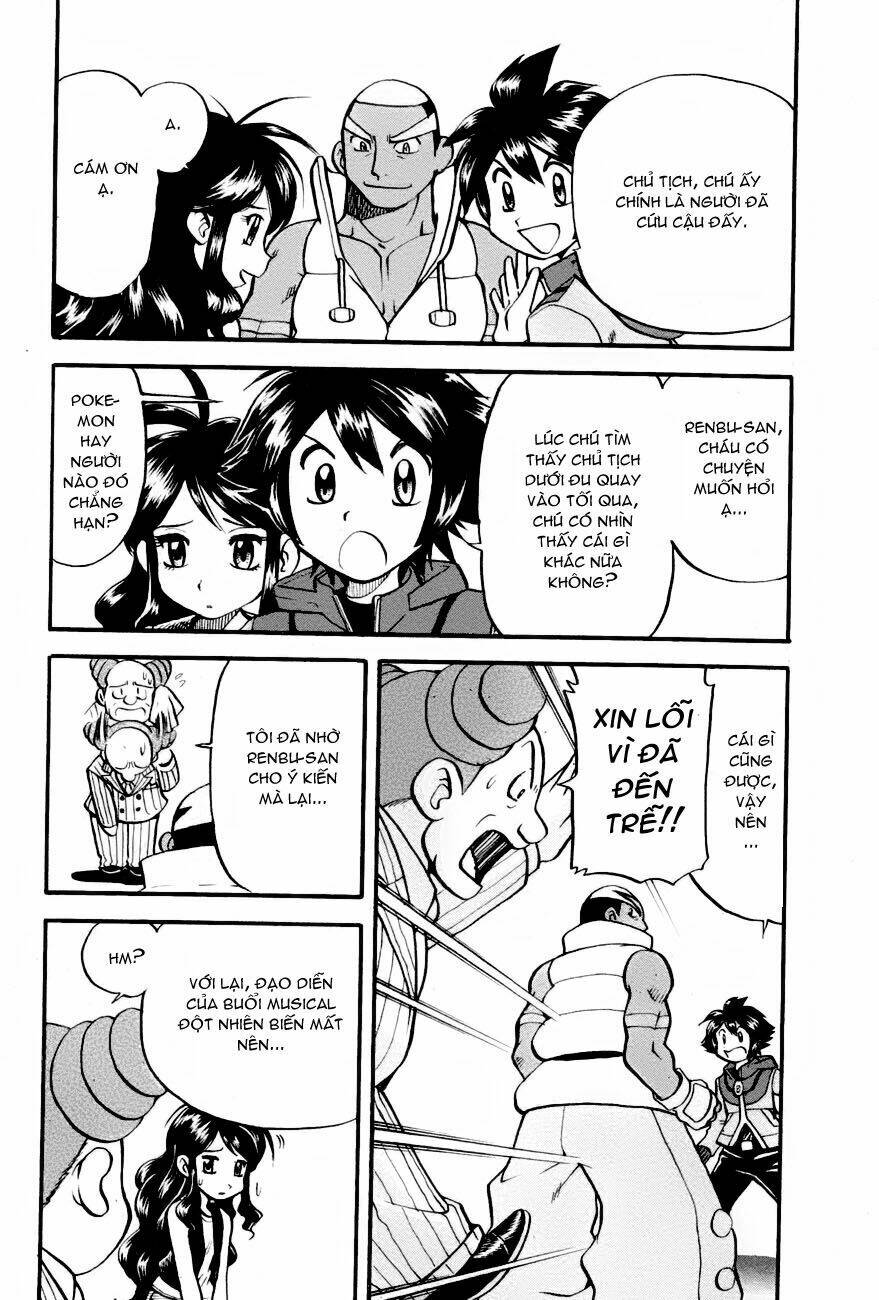 CHỦ TỊCH, CHÚ ẤY
CHÍNH LÀ NGƯỜI ĐÃ
CỨU CẬU ĐẤY.
A.
CÁM ƠN
Ạ.
RENBU-SAN,
CHÁU CÓ
CHUYỆN
MUỐN HỎI
Ạ...
LÚC CHÚ TÌM
THẤY CHỦ TỊCH
DƯỚI ĐU QUAY
VÀO TỐI QUA,
CHÚ CÓ NHÌN
THẤY CÁI GÌ
KHÁC NỮA
KHÔNG?
POKE-
MON
HAY
NGƯỜI
NÀO ĐÓ
CHẲNG
HẠN?
CÁI GÌ
CŨNG
ĐƯỢC,
VẬY
NÊN
...
XIN LỖI
VÌ ĐÃ
ĐẾN
TRỄ!!
TÔI ĐÃ NHỜ
RENBU-SAN
CHO Ý KIẾN
MÀ LẠI...
VỚI LẠI, ĐẠO DIỄN
CỦA BUỔI MUSICAL
ĐỘT NHIÊN BIẾN MẤT
NÊN...
HM?